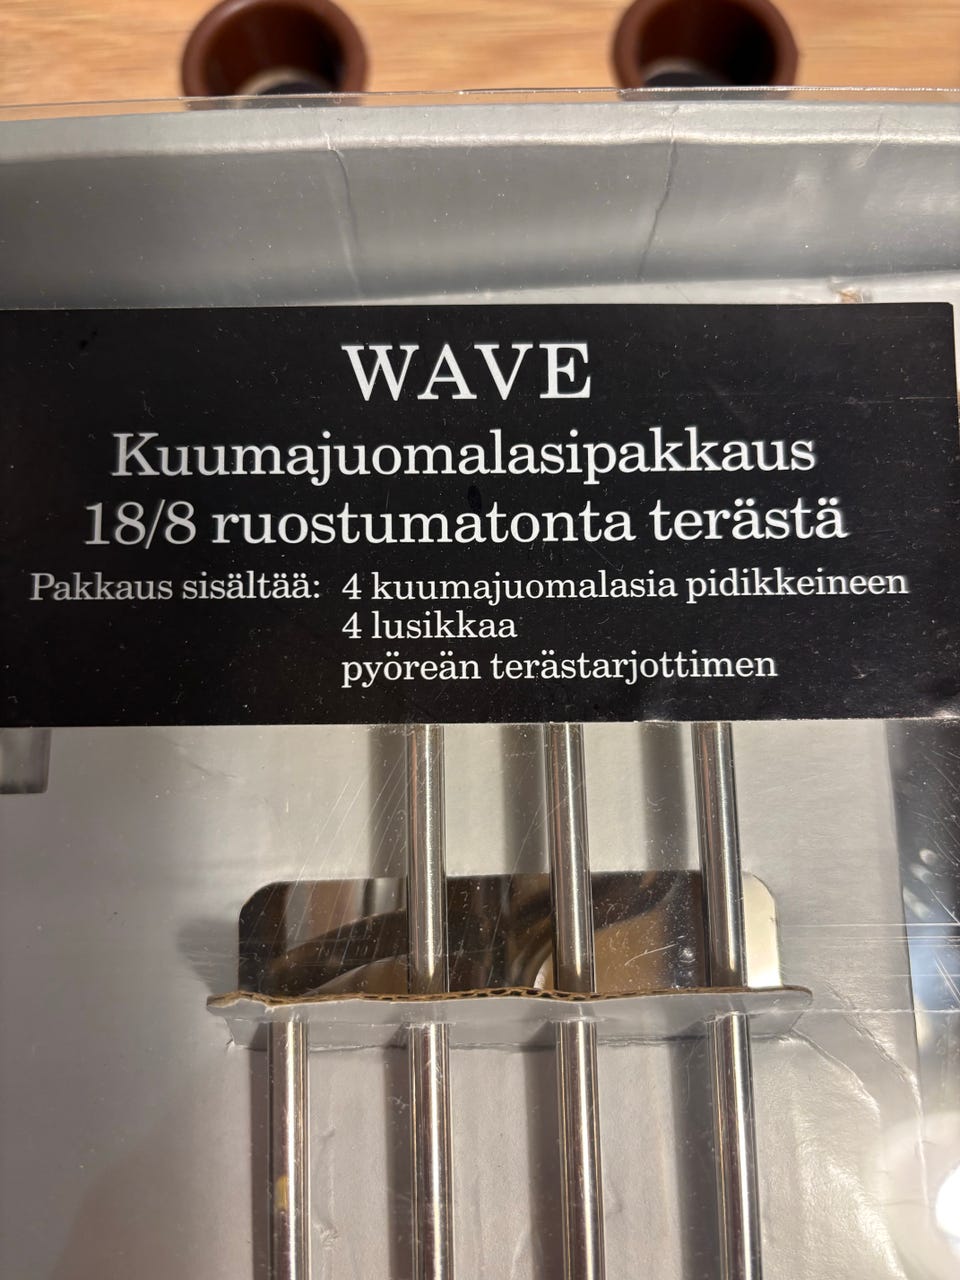 WAVE
Kuumajuomalasipakkaus
18/8 ruostumatonta terästä
Pakkaus sisältää: 4 kuumajuomalasia pidikkeineen
4 lusikkaa
pyöreän terästarjottimen